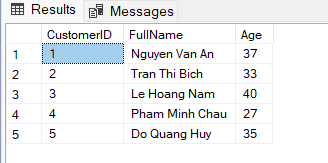 Results Messages
CustomerID FullName Age
1 1 Nguyen Van An 37
2 2 Tran Thi Bich 33
3 3 Le Hoang Nam 40
4 4 Pham Minh Chau 27
5 5 Do Quang Huy 35